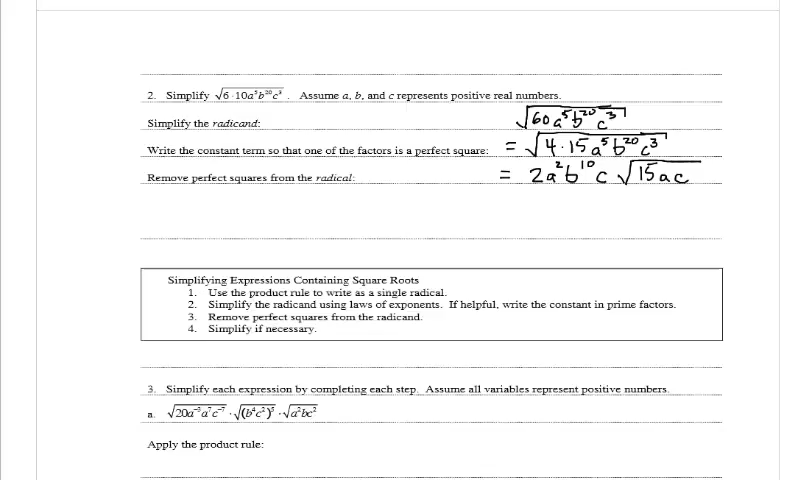 2. Simplify √(6·10a⁵b²⁰c³) . Assume a, b, and c represents positive real numbers.
Simplify the radicand: √(60a⁵b²⁰c³)
Write the constant term so that one of the factors is a perfect square: = √(4·15a⁵b²⁰c³)
Remove perfect squares from the radical: = 2a²b¹⁰c√(15ac)
Simplifying Expressions Containing Square Roots
1. Use the product rule to write as a single radical.
2. Simplify the radicand using laws of exponents. If helpful, write the constant in prime factors.
3. Remove perfect squares from the radicand.
4. Simplify if necessary.
3. Simplify each expression by completing each step. Assume all variables represent positive numbers.
a. √(20a⁻³a⁷c⁻⁷) · √((b⁴c²)⁵) · √(a²bc²)
Apply the product rule: